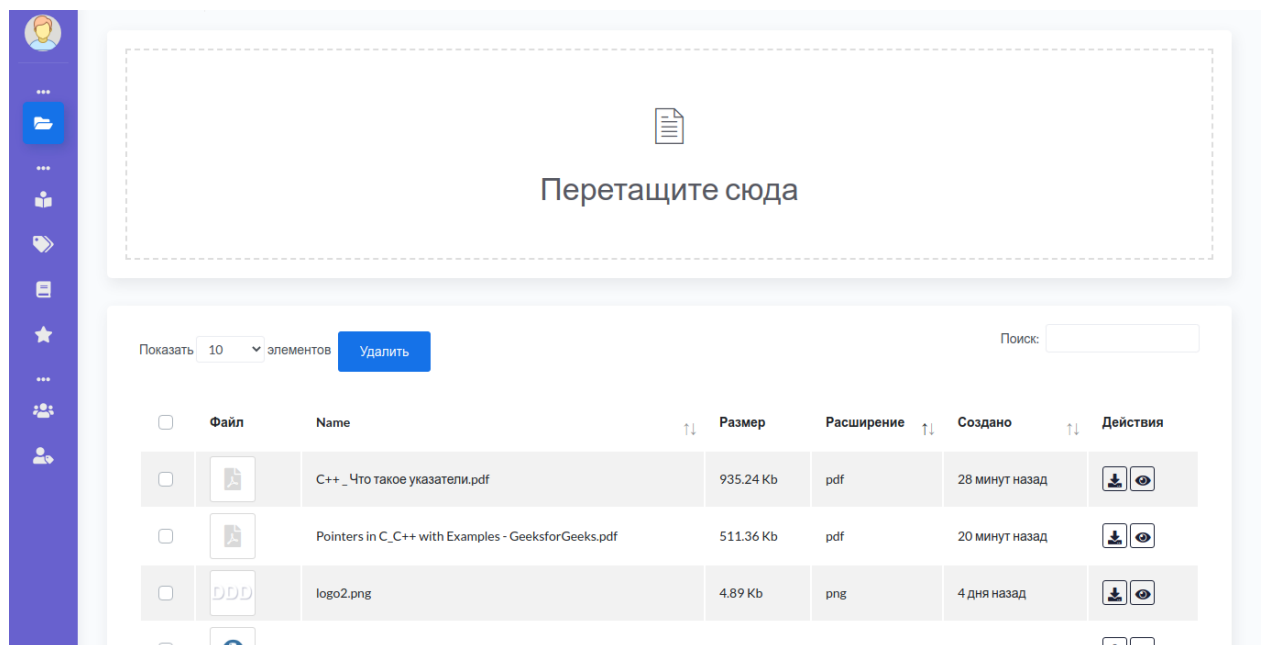 Перетащите сюда
Показать 10 элементов Удалить Поиск:
Файл Name Размер Расширение Создано Действия
C++ _ Что такое указатели.pdf 935.24 Kb pdf 28 минут назад
Pointers in C_C++ with Examples - GeeksforGeeks.pdf 511.36 Kb pdf 20 минут назад
DDD logo2.png 4.89 Kb png 4 дня назад